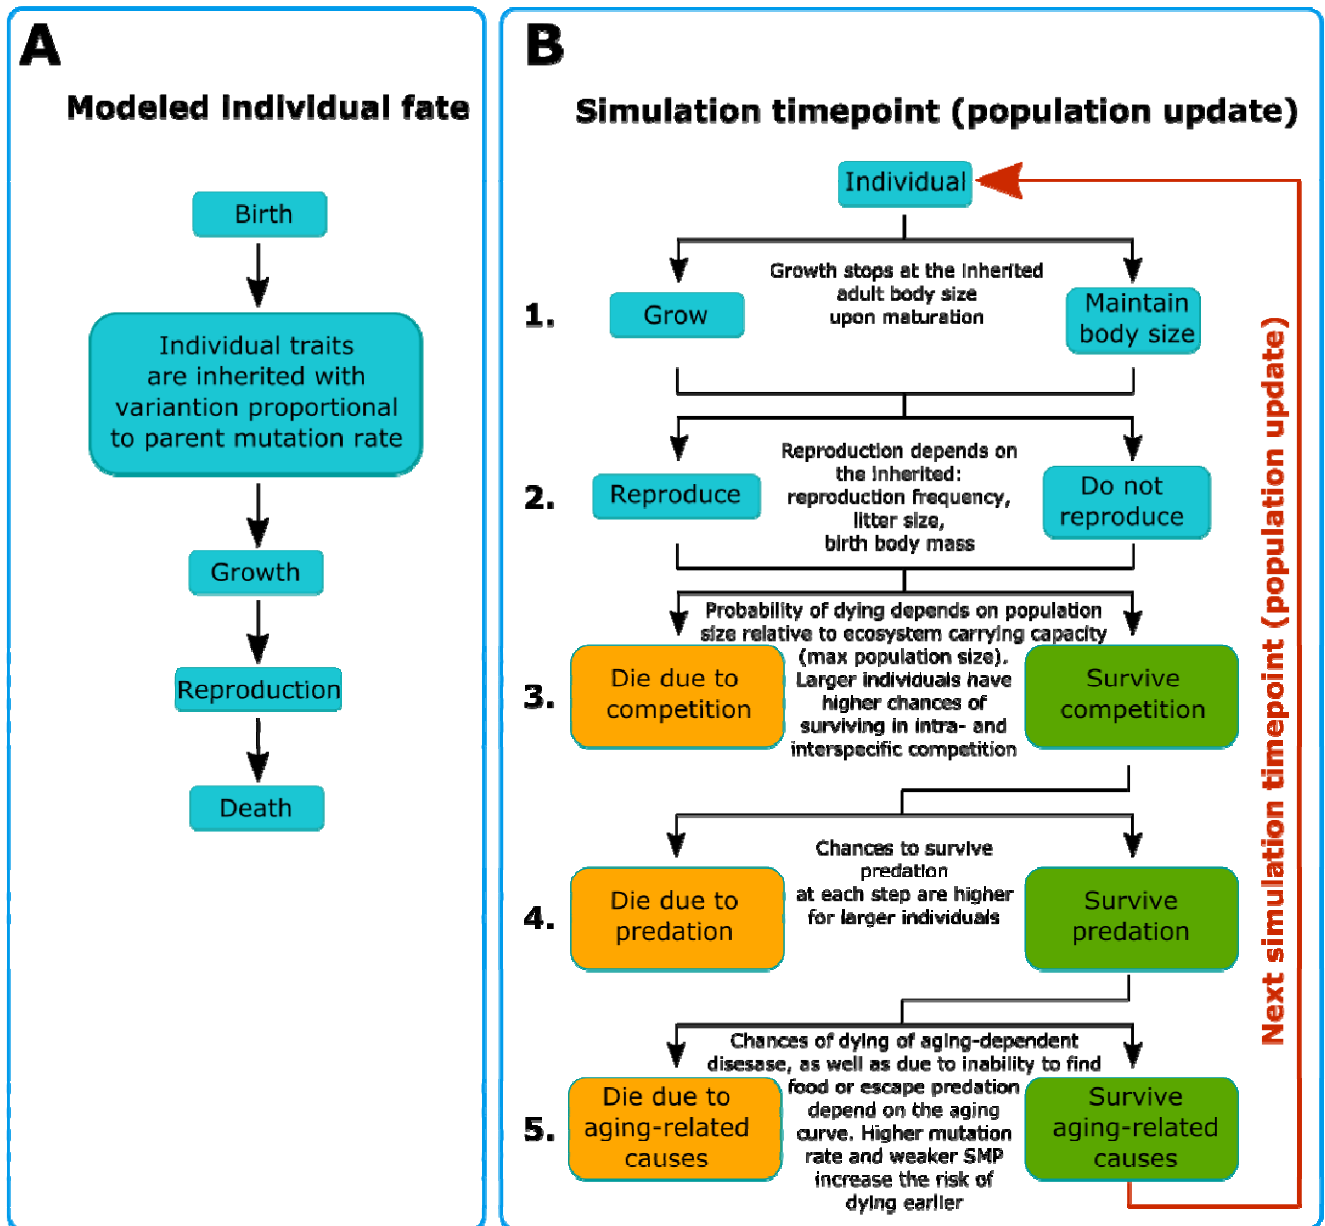 A
Modeled individual fate
Birth
Individual traits
are inherited with
variantion proportional
to parent mutation rate
Growth
Reproduction
Death
B
Simulation timepoint (population update)
Individual
Growth stops at the inherited
adult body size
upon maturation
1.
Grow
Maintain
body size
Reproduction depends on
the inherited:
reproduction frequency,
litter size,
birth body mass
2.
Reproduce
Do not
reproduce
Probability of dying depends on population
size relative to ecosystem carrying capacity
(max population size).
Larger individuals have
higher chances of
surviving in intra- and
interspecific competition
3.
Die due to
competition
Survive
competition
Chances to survive
predation
at each step are higher
for larger individuals
4.
Die due to
predation
Survive
predation
Chances of dying of aging-dependent
disesase, as well as due to inability to find
food or escape predation
depend on the aging
curve. Higher mutation
rate and weaker SMP
increase the risk of
dying earlier
5.
Die due to
aging-related
causes
Survive
aging-related
causes
Next simulation timepoint (population update)